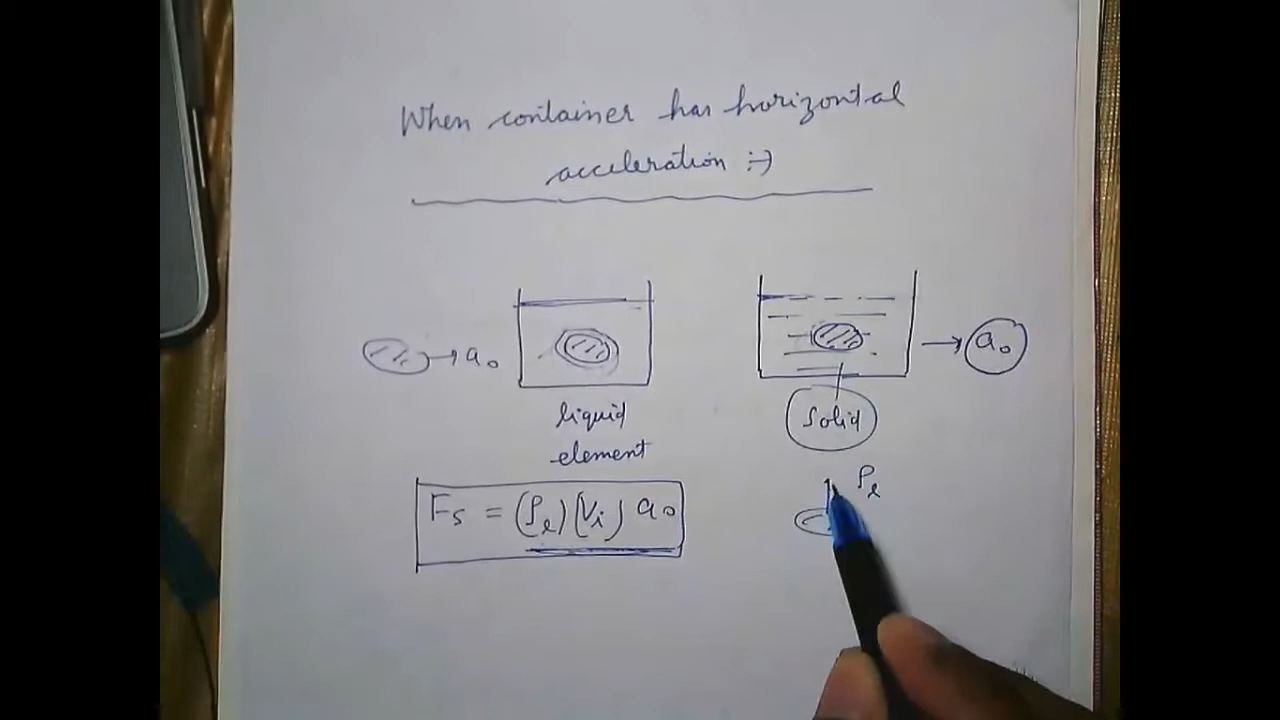 When container has horizontal
acceleration :-)
→ a₀
→ a₀
liquid
element
Solid
Fₛ = (ρₗ)(Vᵢ) a₀
ρₗ